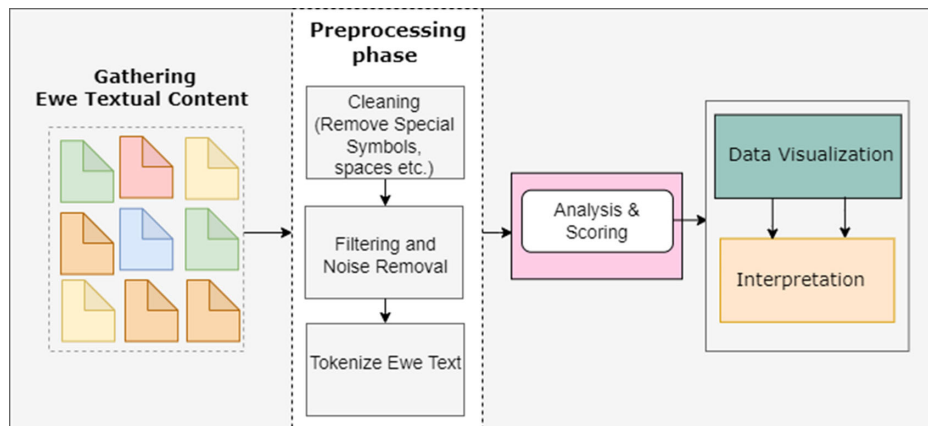 Gathering
Ewe Textual Content
Preprocessing
phase
Cleaning
(Remove Special
Symbols,
spaces etc.)
Filtering and
Noise Removal
Tokenize Ewe Text
Analysis &
Scoring
Data Visualization
Interpretation